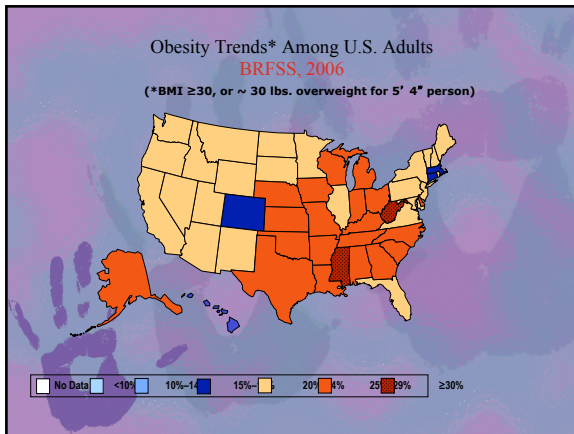 Obesity Trends* Among U.S. Adults
BRFSS, 2006
(*BMI ≥30, or ~ 30 lbs. overweight for 5' 4" person)
No Data <10% 10%–14 15%– 20% 4% 25% 29% ≥30%